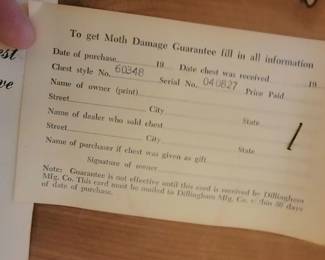 est
ve
To get Moth Damage Guarantee fill in all information
Date of purchase 19 Date chest was received 19
Chest style No. 60348 Serial No. 040827 Price Paid
Name of owner (print)
Street City State
Name of dealer who sold chest
Street City State
Name of purchaser if chest was given as gift
Signature of owner
Note: Guarantee is not effective until this card is received by Dillingham
Mfg. Co. This card must be mailed to Dillingham Mfg. Co. 30 days
of date of purchase.